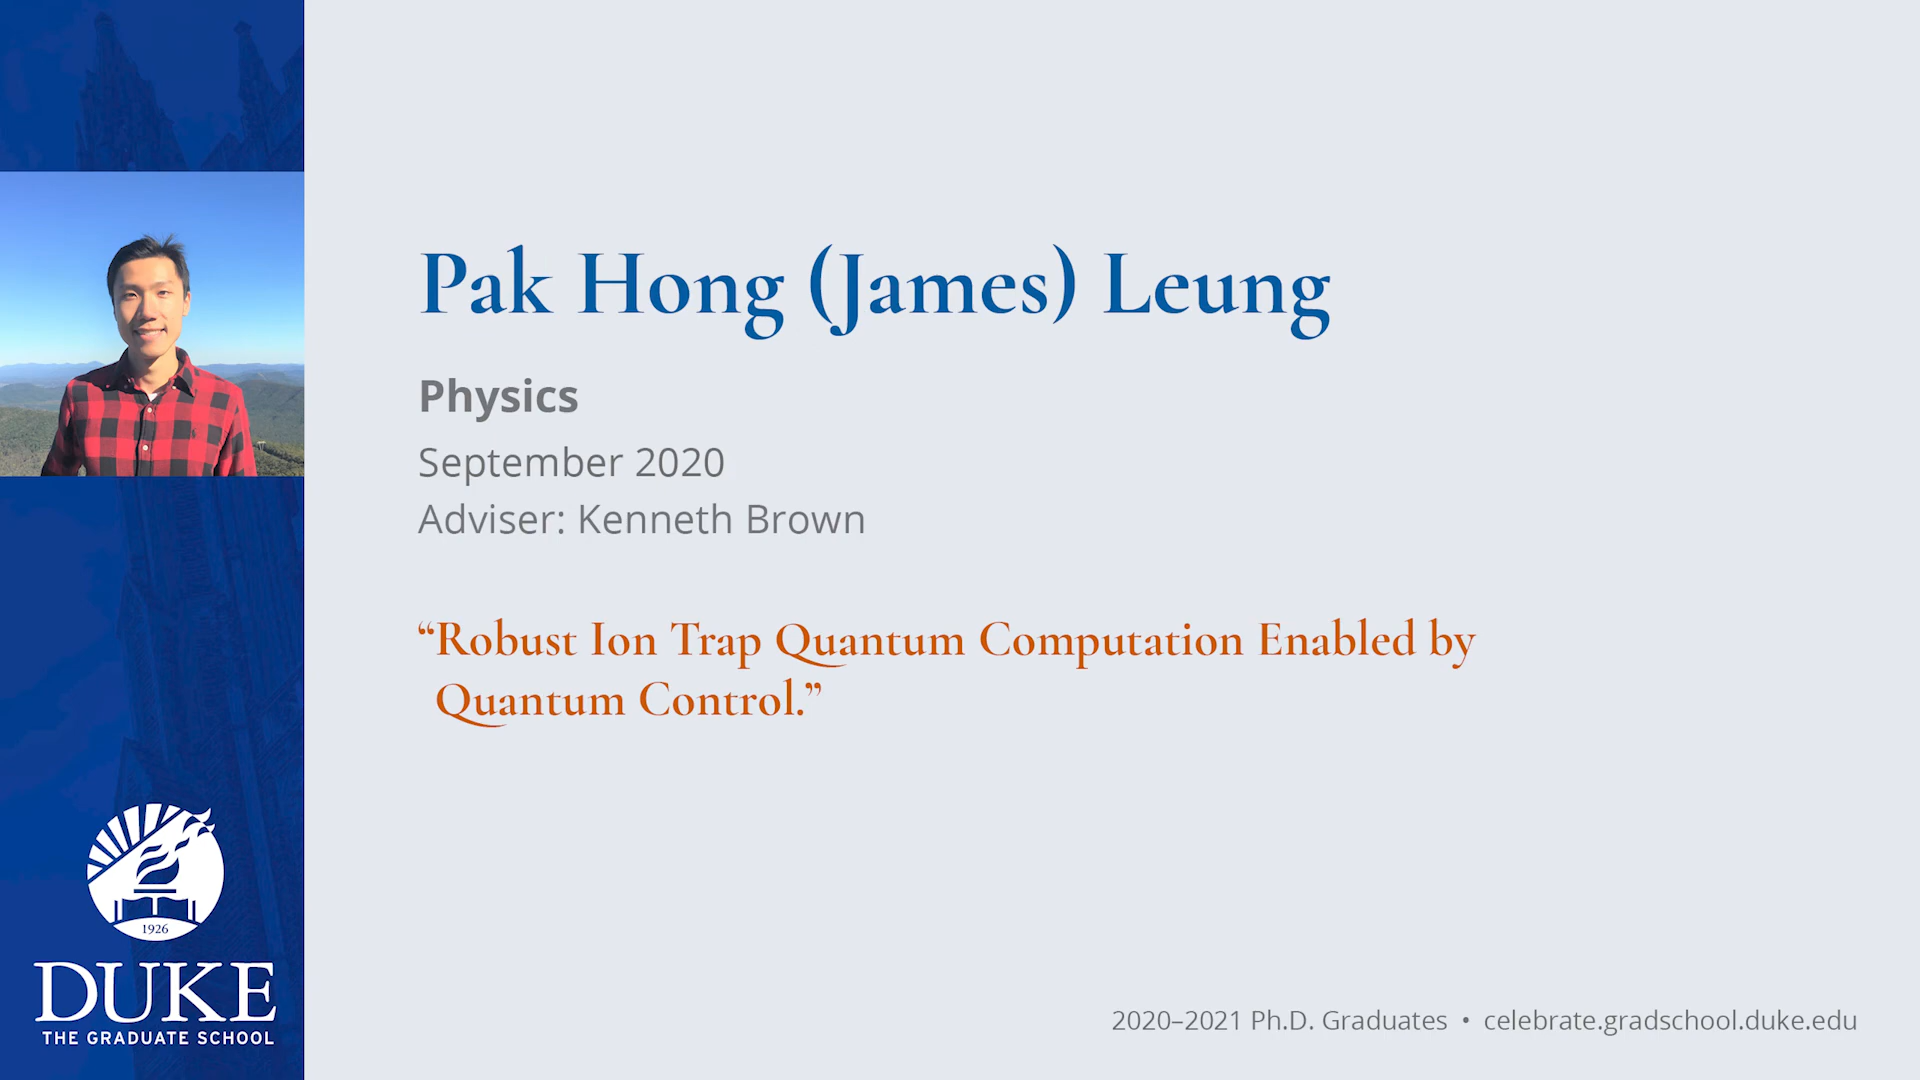 Pak Hong (James) Leung
Physics
September 2020
Adviser: Kenneth Brown
“Robust Ion Trap Quantum Computation Enabled by
Quantum Control.”
1926
DUKE
THE GRADUATE SCHOOL
2020–2021 Ph.D. Graduates • celebrate.gradschool.duke.edu